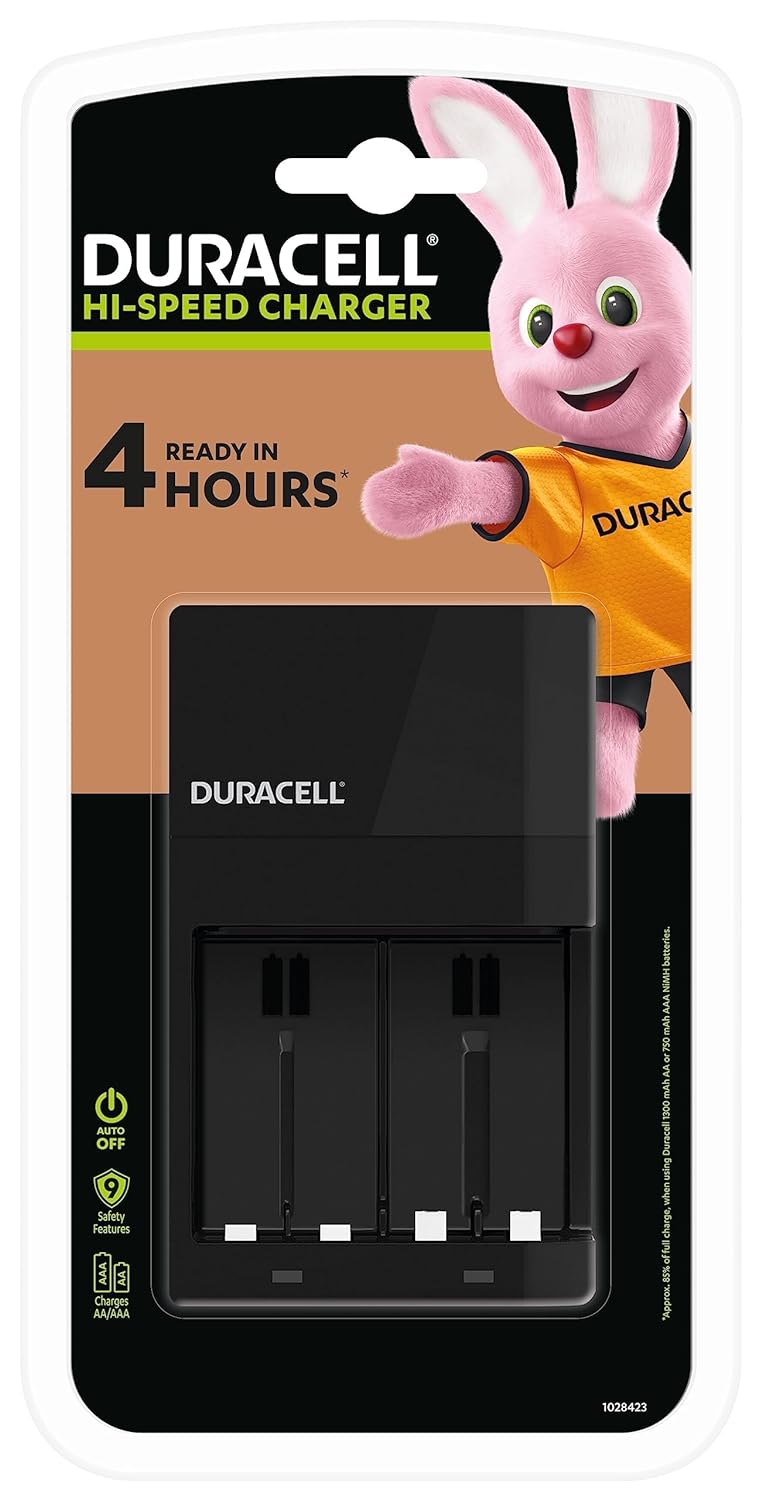 DURACELL®
HI-SPEED CHARGER
4 READY IN
HOURS*
DURAC
DURACELL®
AUTO
OFF
9
Safety
Features
AAA AA
Charges
AA/AAA
*Approx. 85% of full charge, when using Duracell 1300 mAh AA or 750 mAh AAA NiMH batteries.
1028423